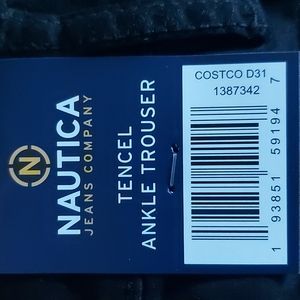 N
NAUTICA
JEANS COMPANY
TENCEL
ANKLE TROUSER
COSTCO D31
1387342
1 93851 59194 7